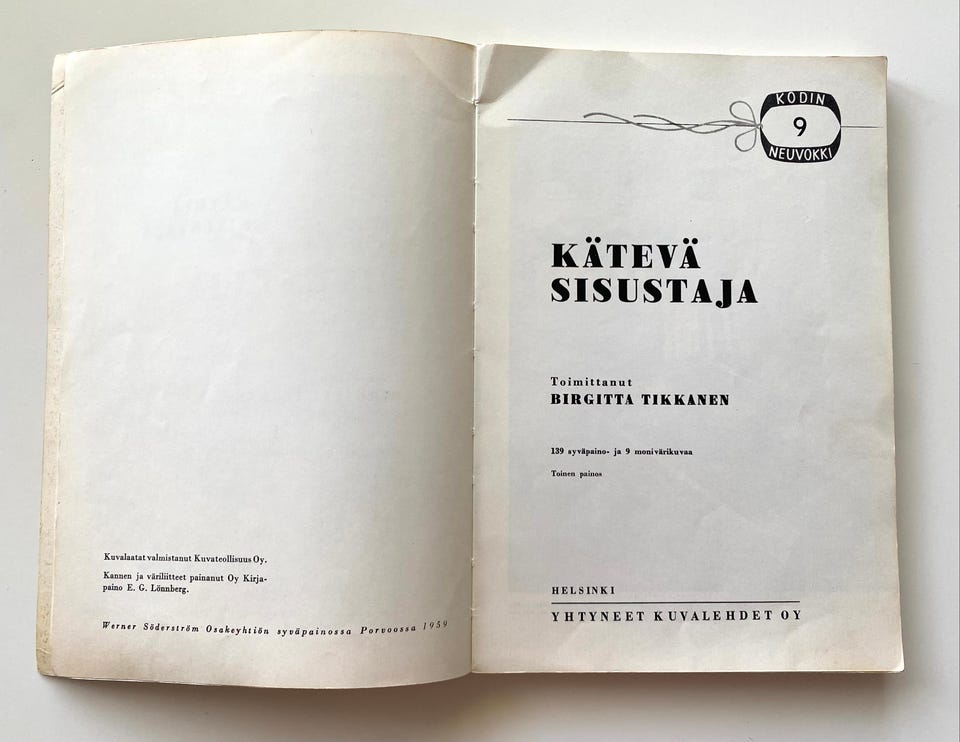 Kuvalaatat valmistanut Kuvateollisuus Oy.
Kannen ja väriliitteet painanut Oy Kirja-
paino E. G. Lönnberg.
Werner Söderström Osakeyhtiön syväpainossa Porvoossa 1959
KODIN
9
NEUVOKKI
KÄTEVÄ
SISUSTAJA
Toimittanut
BIRGITTA TIKKANEN
139 syväpaino- ja 9 monivärikuvaa
Toinen painos
HELSINKI
YHTYNEET KUVALEHDET OY